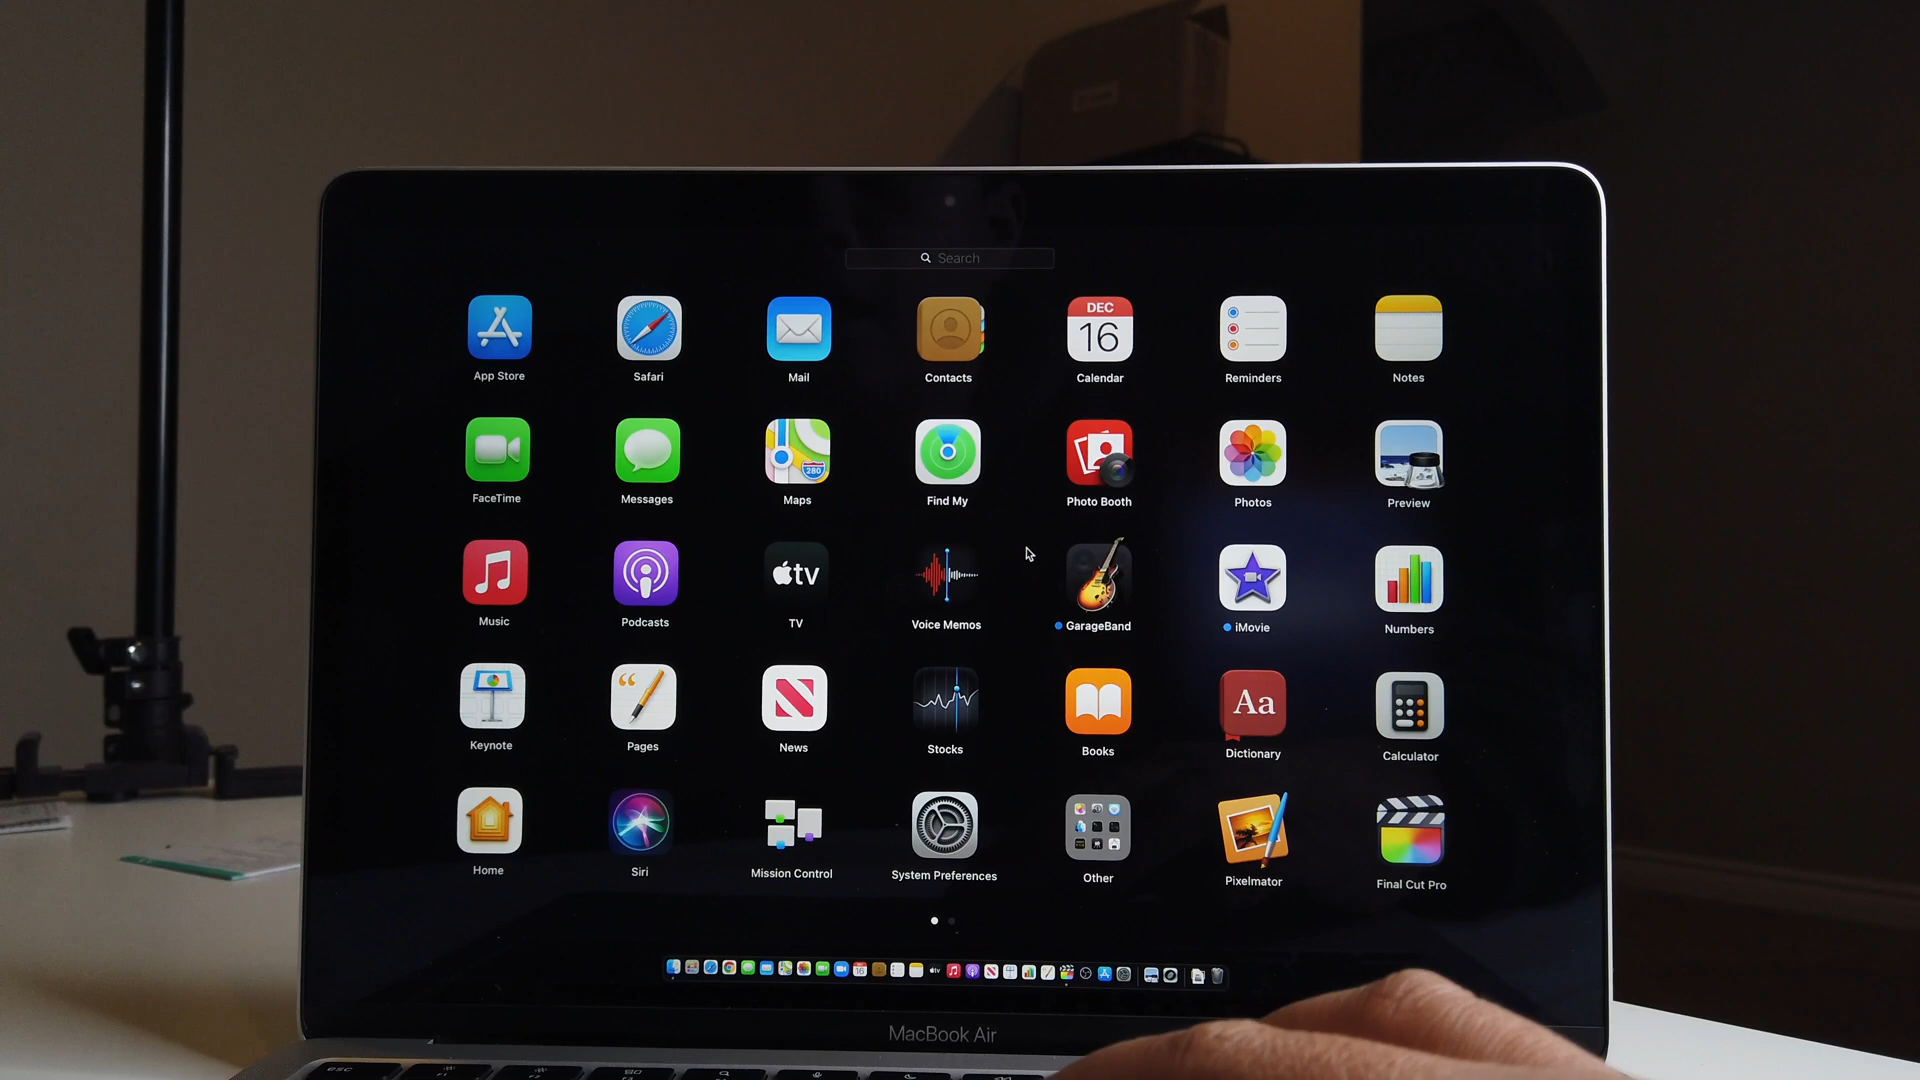 Search
App Store
Safari
Mail
Contacts
DEC
16
Calendar
Reminders
Notes
FaceTime
Messages
280
Maps
Find My
Photo Booth
Photos
Preview
Music
Podcasts
tv
TV
Voice Memos
GarageBand
iMovie
Numbers
Keynote
Pages
News
Stocks
Books
Aa
Dictionary
Calculator
Home
Siri
Mission Control
System Preferences
Other
Pixelmator
Final Cut Pro
MacBook Air
esc